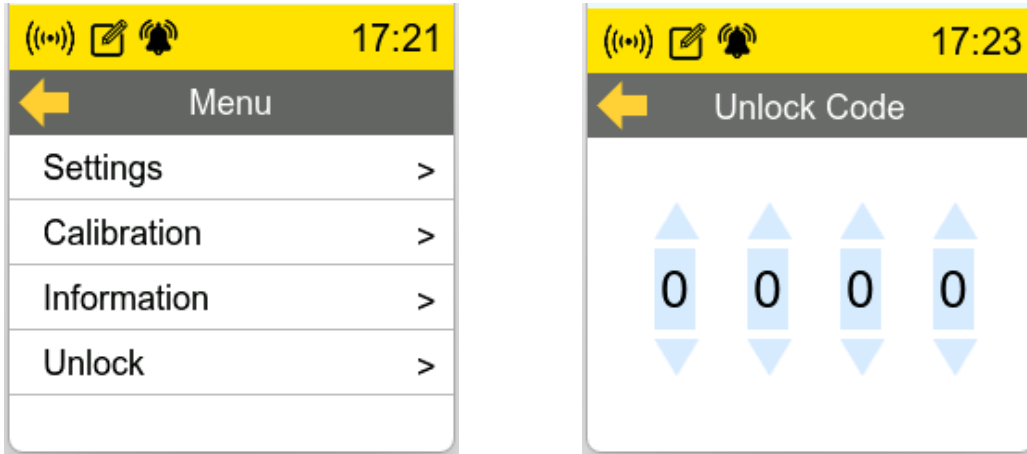 17:21
Menu
Settings >
Calibration >
Information >
Unlock >
17:23
Unlock Code
0 0 0 0